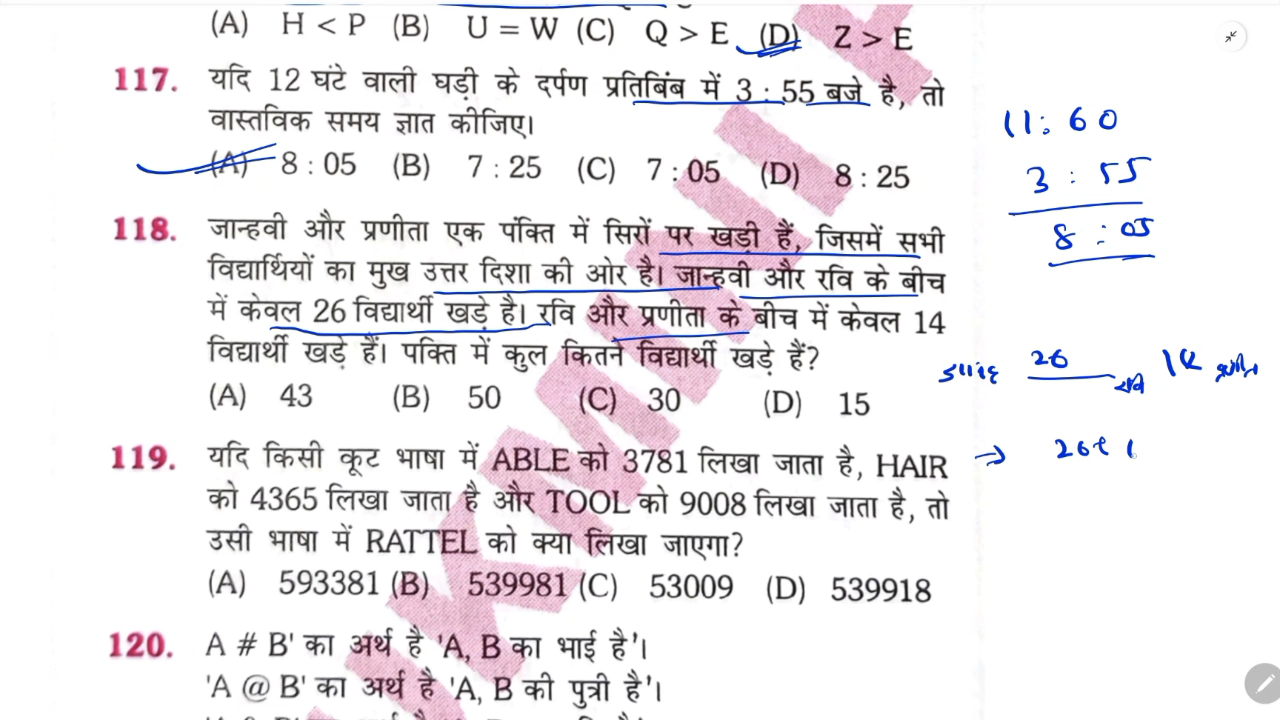 (A) H < P (B) U = W (C) Q > E (D) Z > E
117. यदि 12 घंटे वाली घड़ी के दर्पण प्रतिबिंब में 3 : 55 बजे है, तो
वास्तविक समय ज्ञात कीजिए।
(A) 8 : 05 (B) 7 : 25 (C) 7 : 05 (D) 8 : 25
11: 60
3 : 55
8 : 05
118. जान्हवी और प्रणीता एक पंक्ति में सिरों पर खड़ी हैं, जिसमें सभी
विद्यार्थियों का मुख उत्तर दिशा की ओर है। जान्हवी और रवि के बीच
में केवल 26 विद्यार्थी खड़े है। रवि और प्रणीता के बीच में केवल 14
विद्यार्थी खड़े हैं। पक्ति में कुल कितने विद्यार्थी खड़े हैं?
26 रवि
(A) 43 (B) 50 (C) 30 (D) 15
119. यदि किसी कूट भाषा में ABLE को 3781 लिखा जाता है, HAIR
→ 26+1
को 4365 लिखा जाता है और TOOL को 9008 लिखा जाता है, तो
उसी भाषा में RATTEL को क्या लिखा जाएगा?
(A) 593381 (B) 539981 (C) 53009 (D) 539918
120. A # B' का अर्थ है 'A, B का भाई है'।
'A @ B' का अर्थ है 'A, B की पुत्री है'।